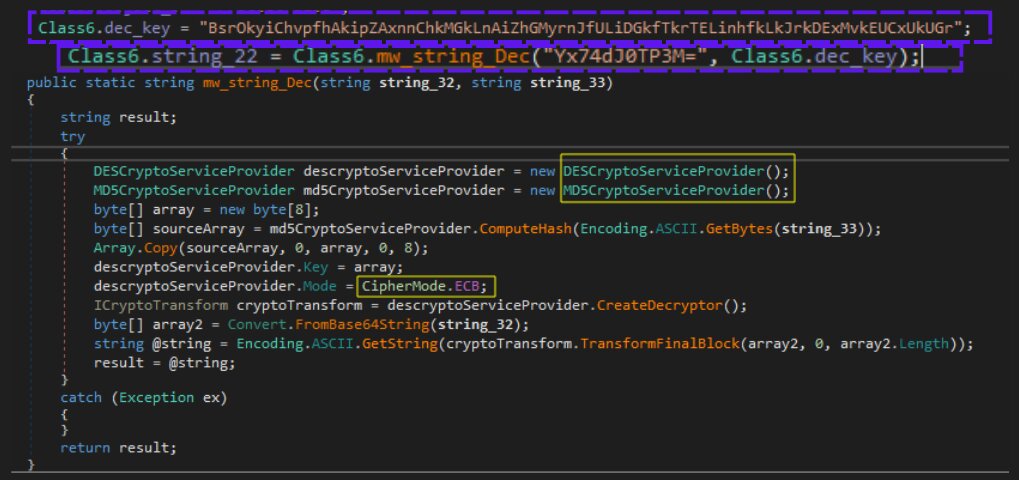 Class6.dec_key = "BsrOkyiChvpfhAkipZAxnnChkMGkLnAiZhGMyrnJfULiDGkfTkrTELinhfkLkJrkDExMvkEUCxUkUGr";
Class6.string_22 = Class6.mw_string_Dec("Yx74dJ0TP3M=", Class6.dec_key);
public static string mw_string_Dec(string string_32, string string_33)
{
string result;
try
{
DESCryptoServiceProvider descryptoServiceProvider = new DESCryptoServiceProvider();
MD5CryptoServiceProvider md5CryptoServiceProvider = new MD5CryptoServiceProvider();
byte[] array = new byte[8];
byte[] sourceArray = md5CryptoServiceProvider.ComputeHash(Encoding.ASCII.GetBytes(string_33));
Array.Copy(sourceArray, 0, array, 0, 8);
descryptoServiceProvider.Key = array;
descryptoServiceProvider.Mode = CipherMode.ECB;
ICryptoTransform cryptoTransform = descryptoServiceProvider.CreateDecryptor();
byte[] array2 = Convert.FromBase64String(string_32);
string @string = Encoding.ASCII.GetString(cryptoTransform.TransformFinalBlock(array2, 0, array2.Length));
result = @string;
}
catch (Exception ex)
{
}
return result;
}